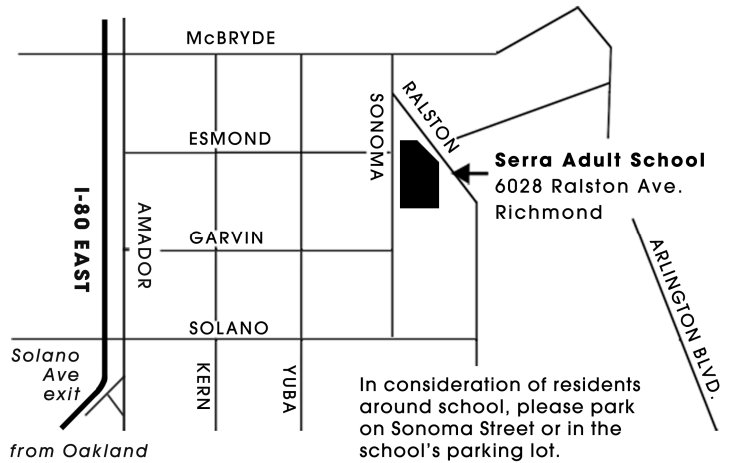 McBRYDE
RALSTON
SONOMA
ESMOND
Serra Adult School
6028 Ralston Ave.
Richmond
I-80 EAST
AMADOR
GARVIN
ARLINGTON BLVD.
SOLANO
Solano
Ave
exit
KERN
YUBA
In consideration of residents
around school, please park
on Sonoma Street or in the
school's parking lot.
from Oakland